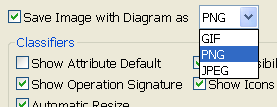 Save Image with Diagram as PNG
GIF
PNG
JPEG
Classifiers
Show Attribute Default
Show Operation Signature
Show Icons
Automatic Resize